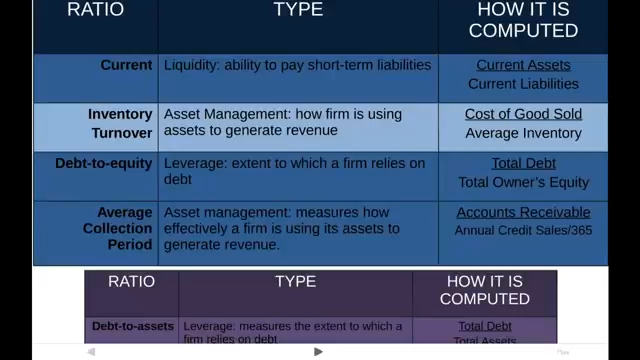 RATIO TYPE HOW IT IS
COMPUTED
Current Liquidity: ability to pay short-term liabilities Current Assets
Current Liabilities
Inventory Asset Management: how firm is using Cost of Good Sold
Turnover assets to generate revenue Average Inventory
Debt-to-equity Leverage: extent to which a firm relies on Total Debt
debt Total Owner's Equity
Average Asset management: measures how Accounts Receivable
Collection effectively a firm is using its assets to Annual Credit Sales/365
Period generate revenue.
RATIO TYPE HOW IT IS
COMPUTED
Debt-to-assets Leverage: measures the extent to which a Total Debt
firm relies on debt Total Assets